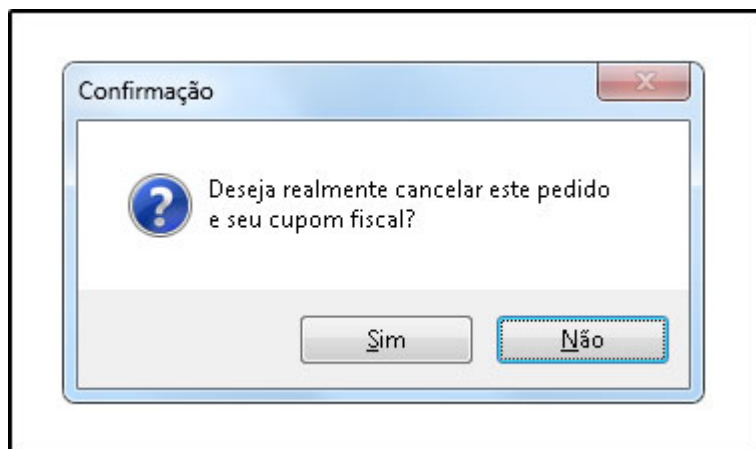 Confirmação
Deseja realmente cancelar este pedido
e seu cupom fiscal?
Sim
Não